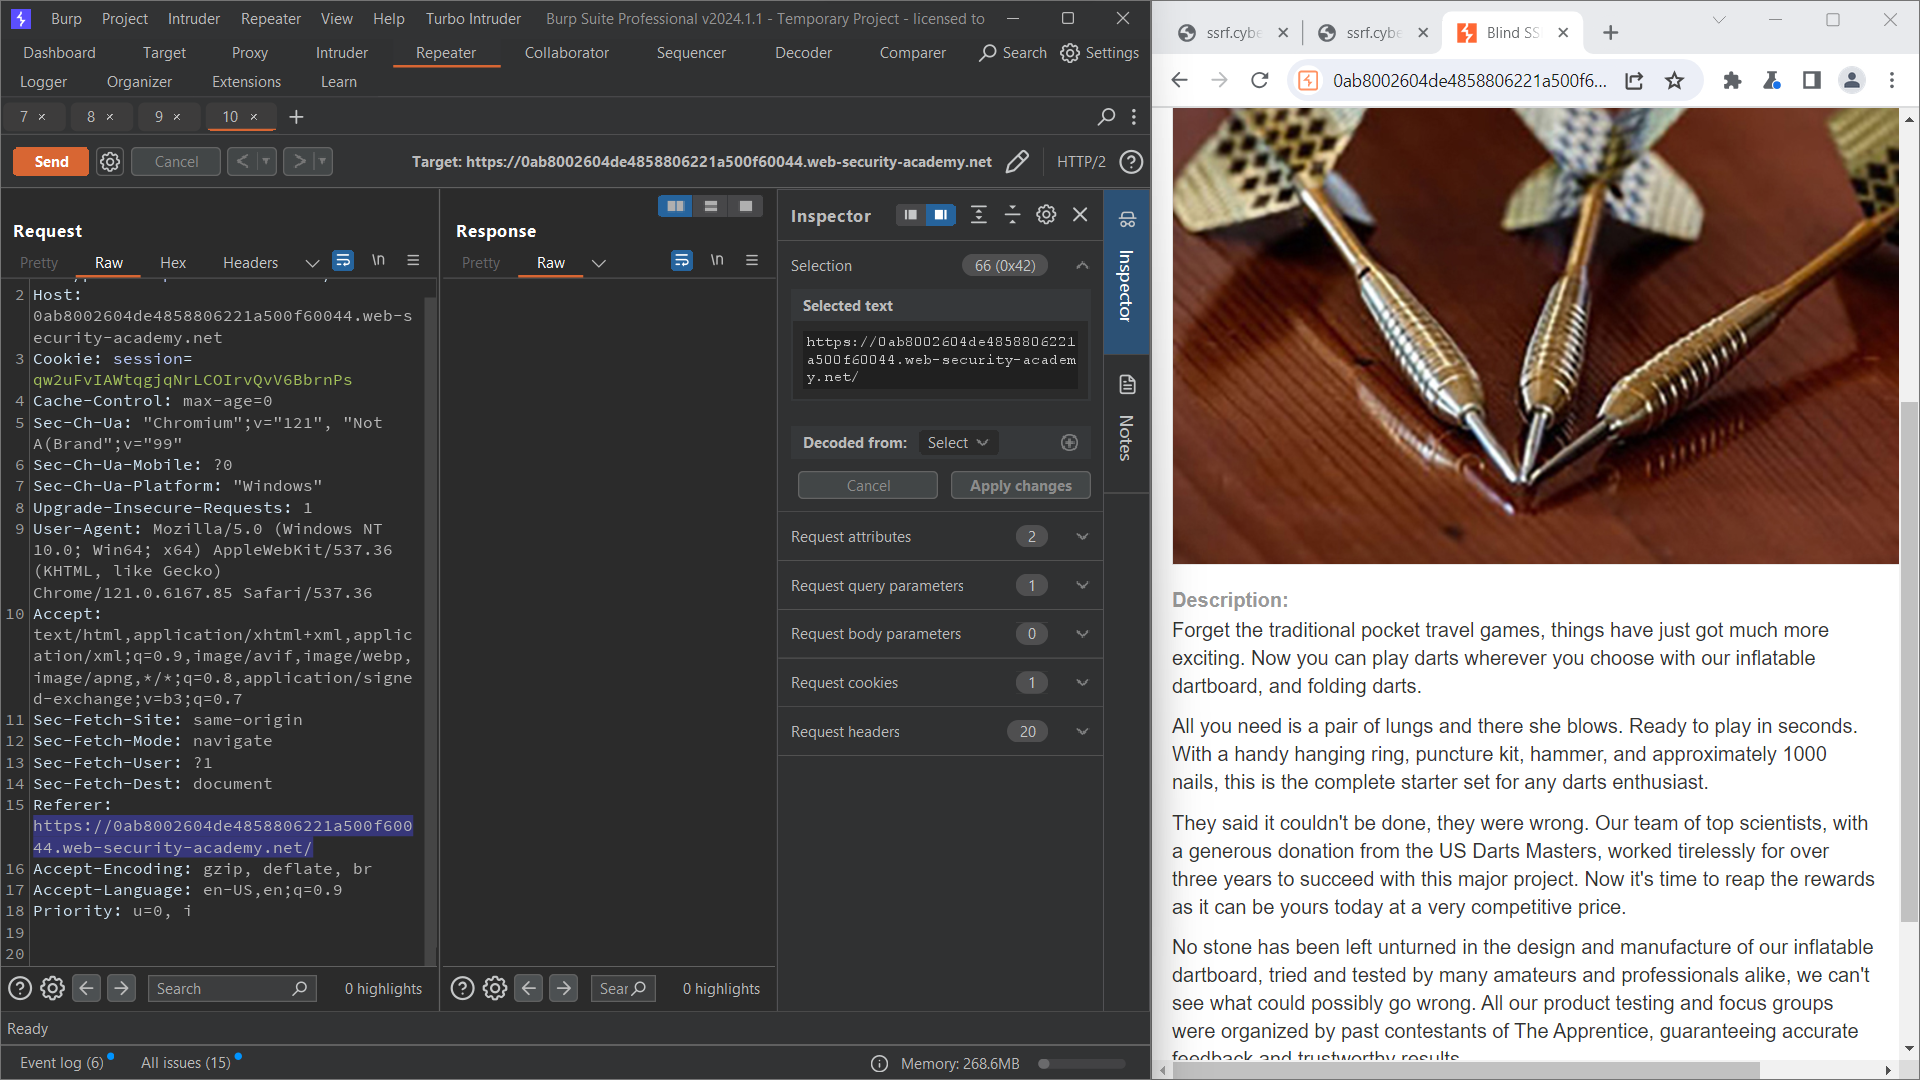 Burp Project Intruder Repeater View Help Turbo Intruder Burp Suite Professional v2024.1.1 - Temporary Project - licensed to
Dashboard Target Proxy Intruder Repeater Collaborator Sequencer Decoder Comparer Search Settings
Logger Organizer Extensions Learn
7 × 8 × 9 × 10 × +
Send Cancel < > Target: https://0ab8002604de4858806221a500f60044.web-security-academy.net HTTP/2
Request
Pretty Raw Hex Headers \n
2 Host:
0ab8002604de4858806221a500f60044.web-s
ecurity-academy.net
3 Cookie: session=
qw2uFvIAWtqgjqNrLCOIrvQvV6BbrnPs
4 Cache-Control: max-age=0
5 Sec-Ch-Ua: "Chromium";v="121", "Not
A(Brand";v="99"
6 Sec-Ch-Ua-Mobile: ?0
7 Sec-Ch-Ua-Platform: "Windows"
8 Upgrade-Insecure-Requests: 1
9 User-Agent: Mozilla/5.0 (Windows NT
10.0; Win64; x64) AppleWebKit/537.36
(KHTML, like Gecko)
Chrome/121.0.6167.85 Safari/537.36
10 Accept:
text/html,application/xhtml+xml,applic
ation/xml;q=0.9,image/avif,image/webp,
image/apng,*/*;q=0.8,application/signe
d-exchange;v=b3;q=0.7
11 Sec-Fetch-Site: same-origin
12 Sec-Fetch-Mode: navigate
13 Sec-Fetch-User: ?1
14 Sec-Fetch-Dest: document
15 Referer:
https://0ab8002604de4858806221a500f600
44.web-security-academy.net/
16 Accept-Encoding: gzip, deflate, br
17 Accept-Language: en-US,en;q=0.9
18 Priority: u=0, i
19
20
Search 0 highlights
Response
Pretty Raw \n
Sear 0 highlights
Inspector
Selection 66 (0x42)
Selected text
https://0ab8002604de4858806221
a500f60044.web-security-academ
y.net/
Decoded from: Select
Cancel Apply changes
Request attributes 2
Request query parameters 1
Request body parameters 0
Request cookies 1
Request headers 20
Inspector
Notes
Ready
Event log (6) All issues (15) Memory: 268.6MB
ssrf.cybe ssrf.cybe Blind SS
0ab8002604de4858806221a500f6...
Description:
Forget the traditional pocket travel games, things have just got much more
exciting. Now you can play darts wherever you choose with our inflatable
dartboard, and folding darts.
All you need is a pair of lungs and there she blows. Ready to play in seconds.
With a handy hanging ring, puncture kit, hammer, and approximately 1000
nails, this is the complete starter set for any darts enthusiast.
They said it couldn't be done, they were wrong. Our team of top scientists, with
a generous donation from the US Darts Masters, worked tirelessly for over
three years to succeed with this major project. Now it's time to reap the rewards
as it can be yours today at a very competitive price.
No stone has been left unturned in the design and manufacture of our inflatable
dartboard, tried and tested by many amateurs and professionals alike, we can't
see what could possibly go wrong. All our product testing and focus groups
were organized by past contestants of The Apprentice, guaranteeing accurate
feedback and trustworthy results.